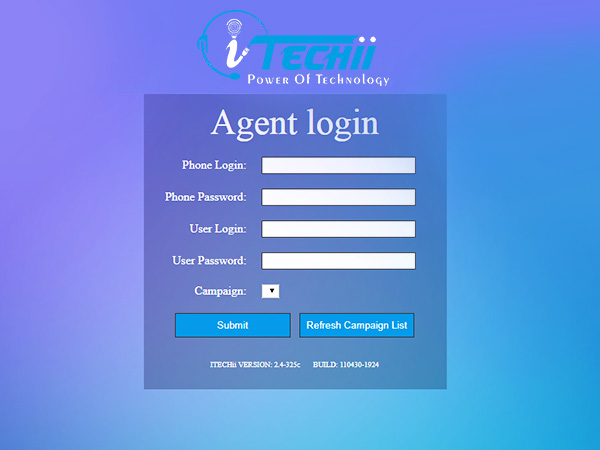 iTECHii
Power Of Technology
Agent login
Phone Login:
Phone Password:
User Login:
User Password:
Campaign:
Submit Refresh Campaign List
ITECHii VERSION: 2.4-325c BUILD: 110430-1924